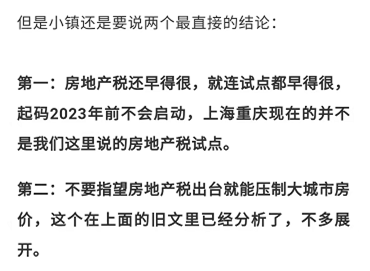 但是小镇还是要说两个最直接的结论：
第一：房地产税还早得很，就连试点都早得很，
起码2023年前不会启动，上海重庆现在的并不
是我们这里说的房地产税试点。
第二：不要指望房地产税出台就能压制大城市房
价，这个在上面的旧文里已经分析了，不多展
开。